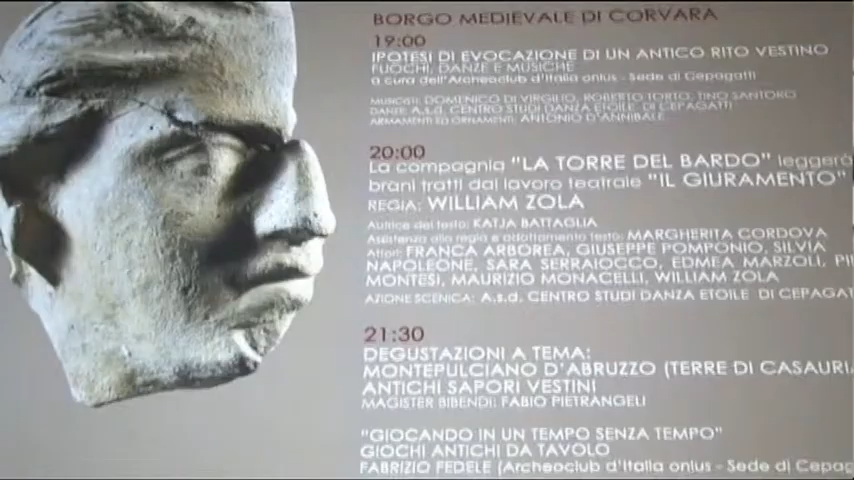 BORGO MEDIEVALE DI CORVARA
19:00
IPOTESI DI EVOCAZIONE DI UN ANTICO RITO VESTINO
FUOCHI, DANZE E MUSICHE
a cura dell'Archeoclub d'Italia onlus - Sede di Cepagatti
MUSICISTI: DOMENICO DI VIRGILIO, ROBERTO TORTO, TINO SANTORO
DANZE: A.s.d. CENTRO STUDI DANZA ETOILE DI CEPAGATTI
ARMAMENTI ED ORNAMENTI: ANTONIO D'ANNIBALE
20:00
La compagnia "LA TORRE DEL BARDO" leggerà
brani tratti dal lavoro teatrale "IL GIURAMENTO"
REGIA: WILLIAM ZOLA
Autrice del testo: KATJA BATTAGLIA
Assistenza alla regia e adattamento testo: MARGHERITA CORDOVA
Attori: FRANCA ARBOREA, GIUSEPPE POMPONIO, SILVIA
NAPOLEONE, SARA SERRAIOCCO, EDMEA MARZOLI,
MONTESI, MAURIZIO MONACELLI, WILLIAM ZOLA
AZIONE SCENICA: A.s.d. CENTRO STUDI DANZA ETOILE DI CEPAGAT
21:30
DEGUSTAZIONI A TEMA:
MONTEPULCIANO D'ABRUZZO (TERRE DI CASAURI
ANTICHI SAPORI VESTINI
MAGISTER BIBENDI: FABIO PIETRANGELI
"GIOCANDO IN UN TEMPO SENZA TEMPO"
GIOCHI ANTICHI DA TAVOLO
FABRIZIO FEDELE (Archeoclub d'Italia onlus - Sede di Cepag